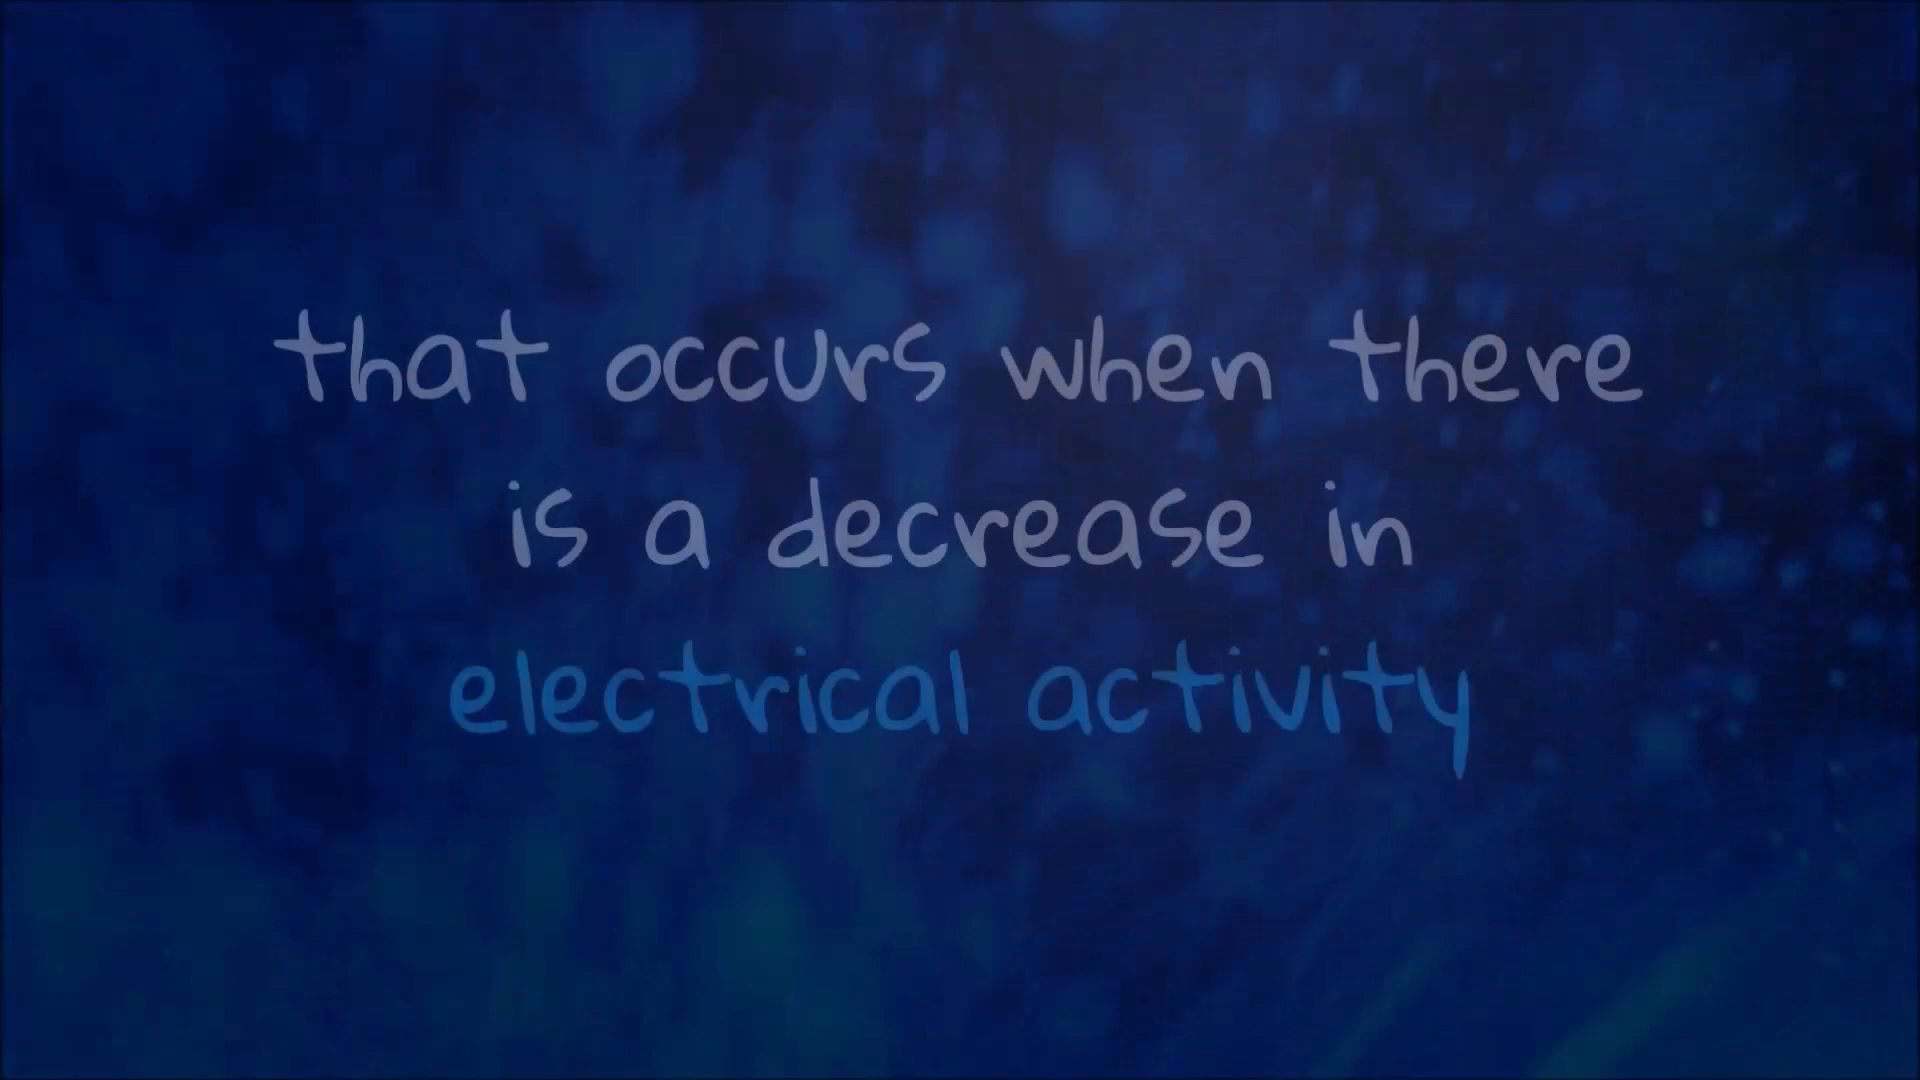 that occurs when there
is a decrease in
electrical activity